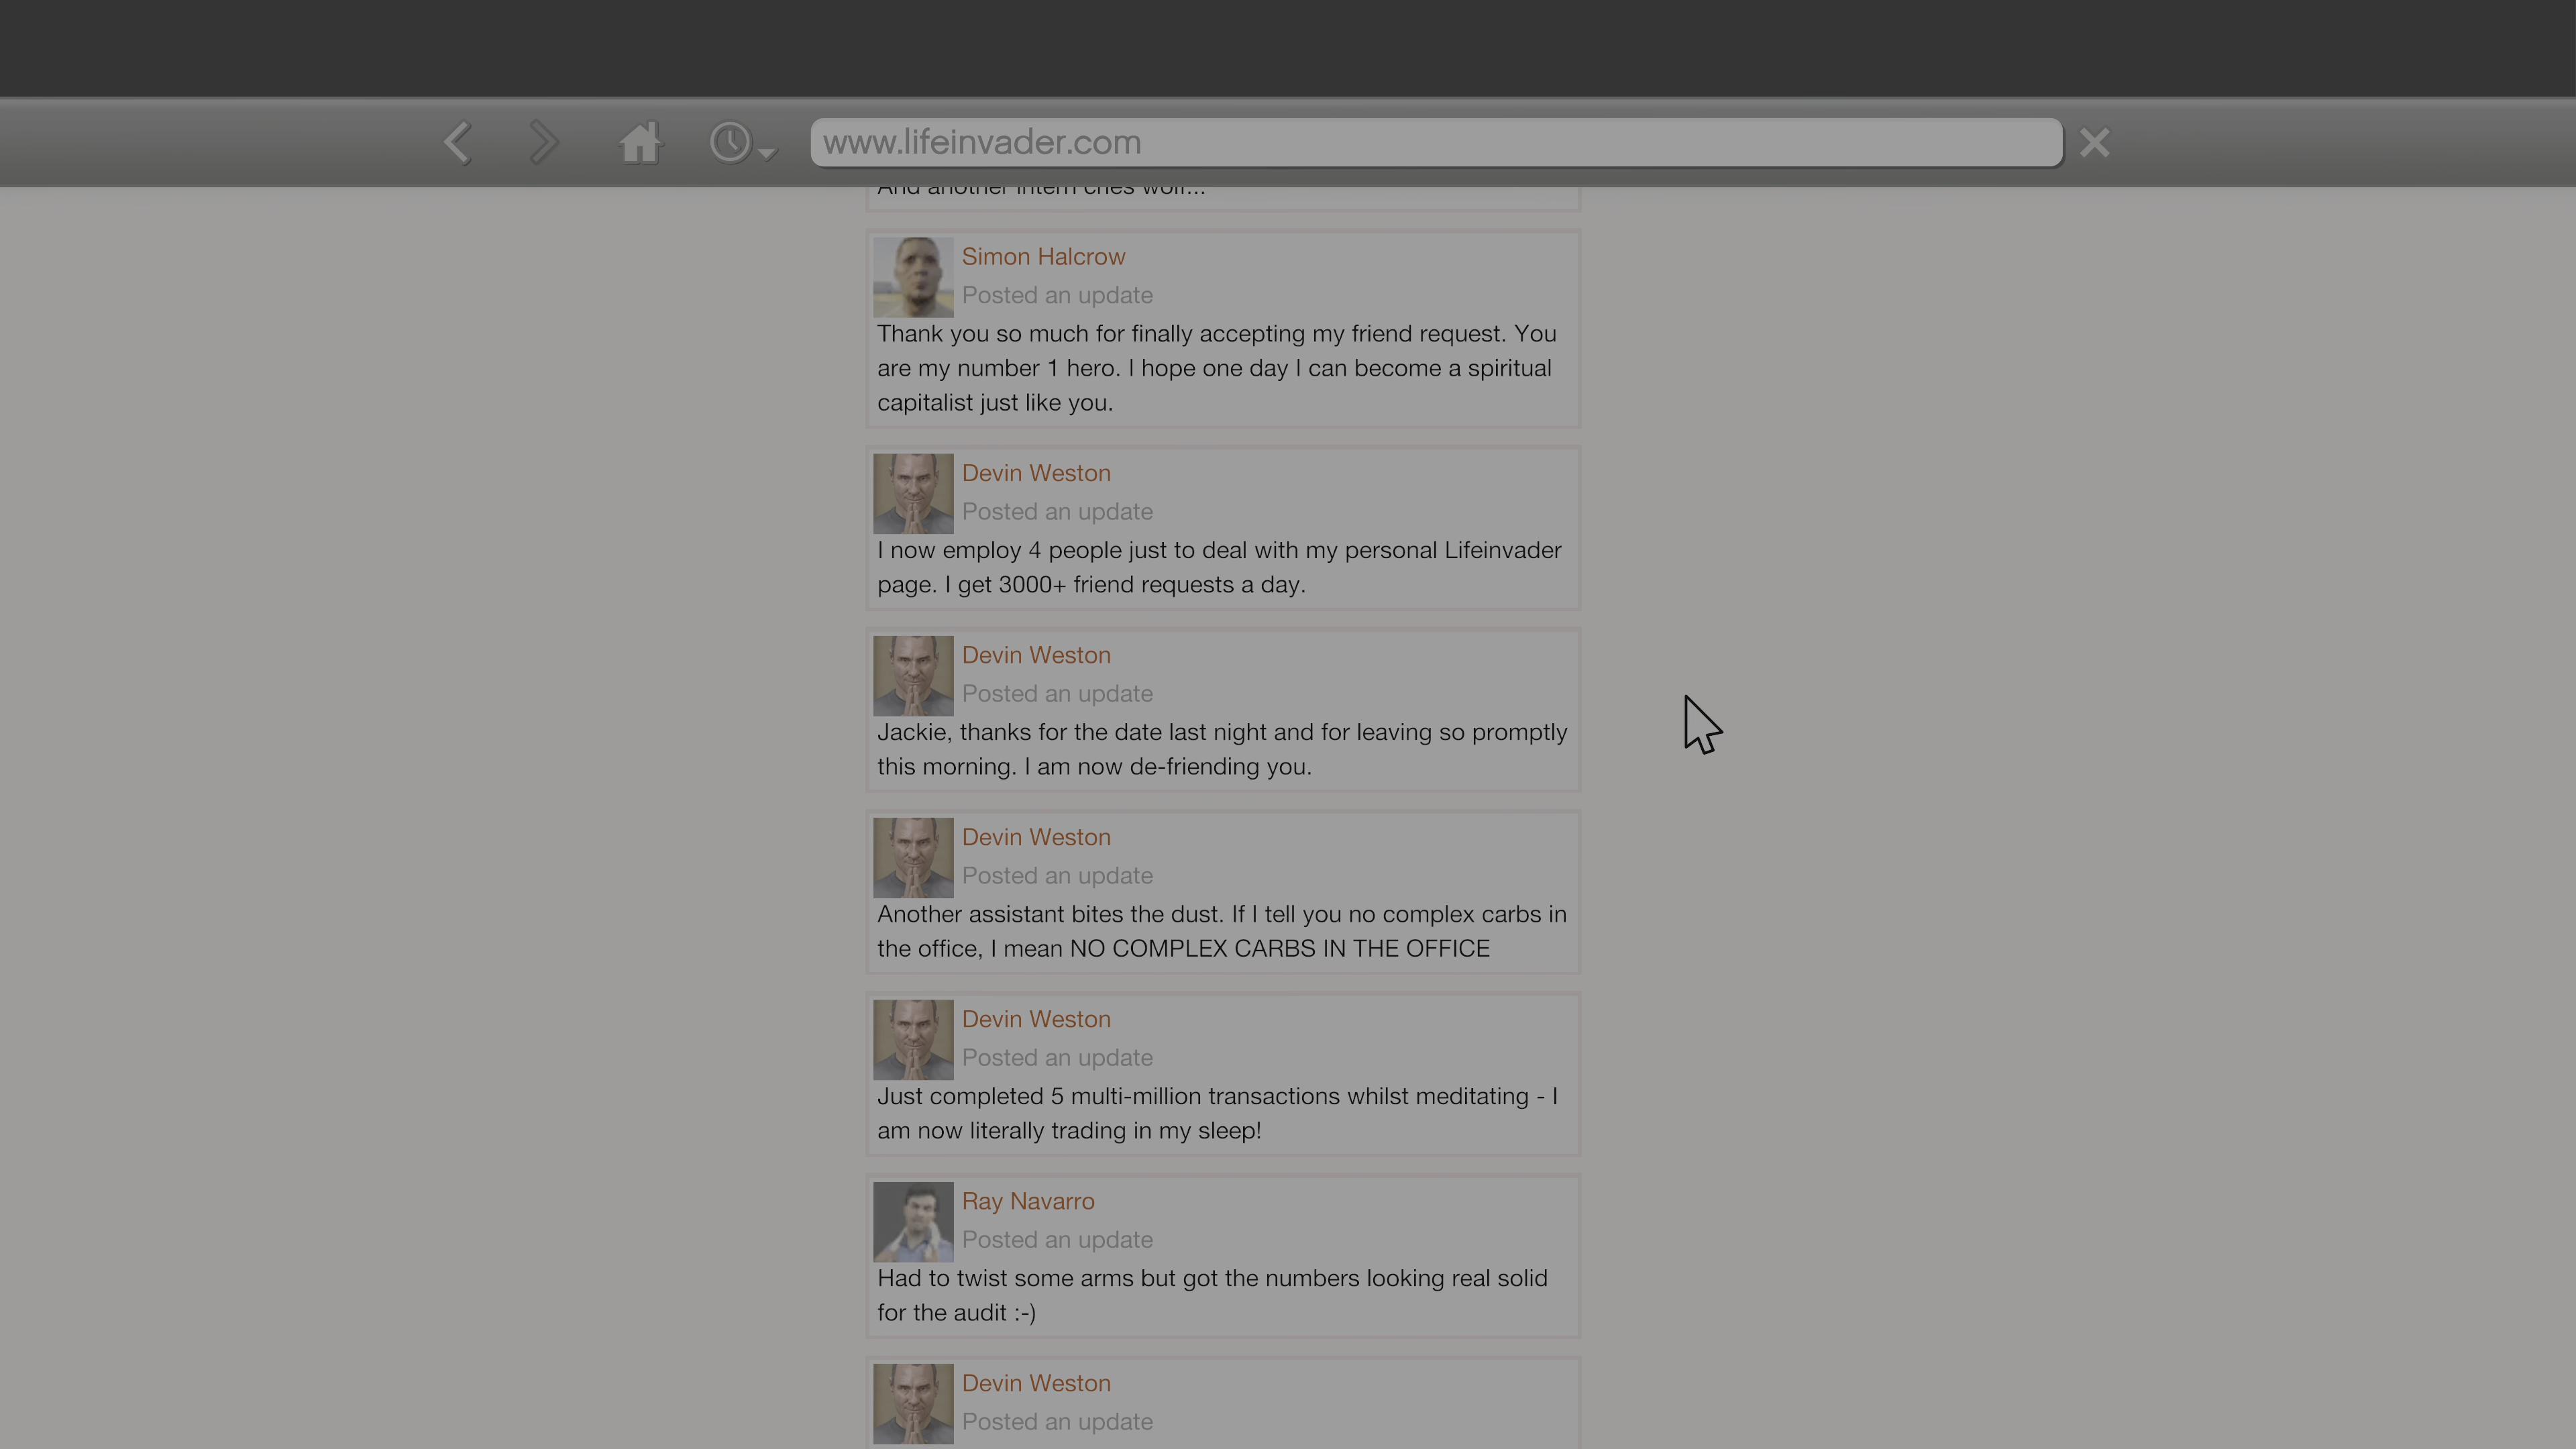 www.lifeinvader.com
And another intern cries wolf...
Simon Halcrow
Posted an update
Thank you so much for finally accepting my friend request. You
are my number 1 hero. I hope one day I can become a spiritual
capitalist just like you.
Devin Weston
Posted an update
I now employ 4 people just to deal with my personal Lifeinvader
page. I get 3000+ friend requests a day.
Devin Weston
Posted an update
Jackie, thanks for the date last night and for leaving so promptly
this morning. I am now de-friending you.
Devin Weston
Posted an update
Another assistant bites the dust. If I tell you no complex carbs in
the office, I mean NO COMPLEX CARBS IN THE OFFICE
Devin Weston
Posted an update
Just completed 5 multi-million transactions whilst meditating - I
am now literally trading in my sleep!
Ray Navarro
Posted an update
Had to twist some arms but got the numbers looking real solid
for the audit :-)
Devin Weston
Posted an update